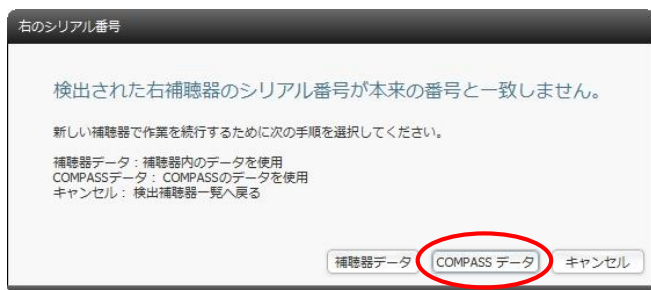 右のシリアル番号
検出された右補聴器のシリアル番号が本来の番号と一致しません。
新しい補聴器で作業を続行するために次の手順を選択してください。
補聴器データ：補聴器内のデータを使用
COMPASSデータ： COMPASSのデータを使用
キャンセル： 検出補聴器一覧へ戻る
補聴器データ COMPASS データ キャンセル